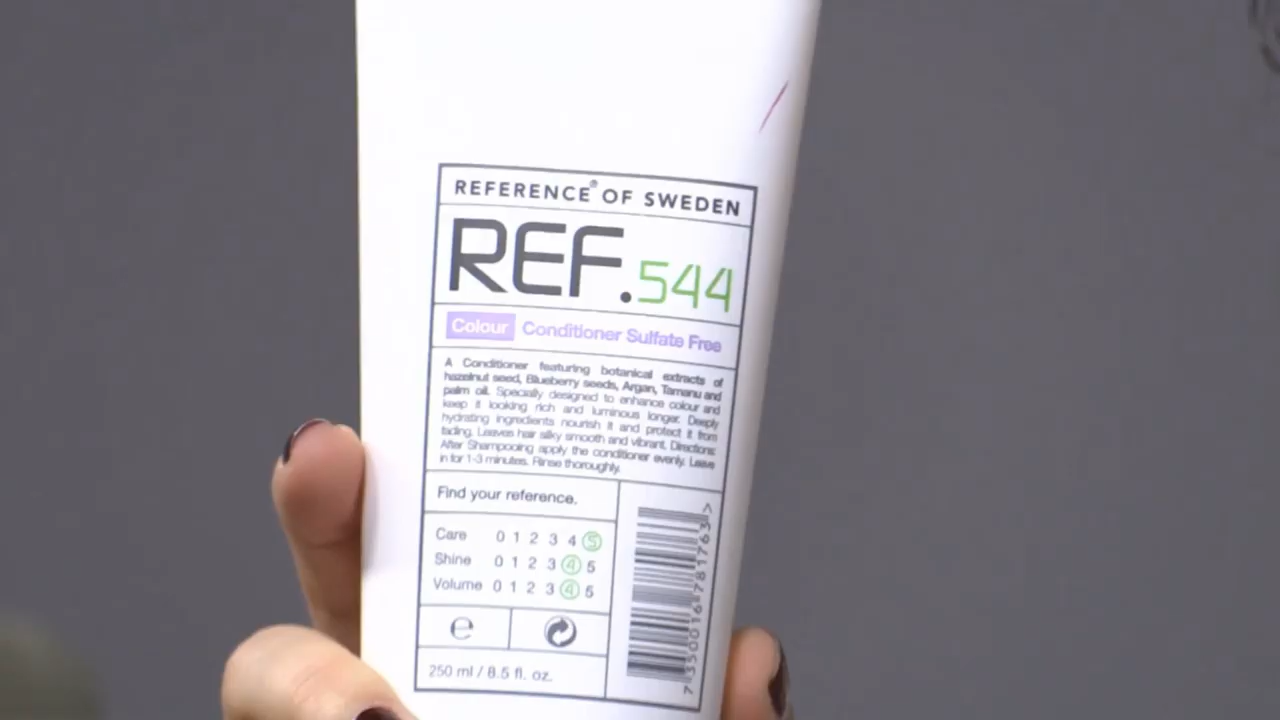 REFERENCE® OF SWEDEN
REF.544
Colour Conditioner Sulfate Free
A Conditioner featuring botanical extracts of
hazelnut seed, Blueberry seeds, Argan, Tamanu and
palm oil. Specially designed to enhance colour and
keep it looking rich and luminous longer. Deeply
hydrating ingredients nourish it and protect it from
fading. Leaves hair silky smooth and vibrant. Directions:
After Shampooing apply the conditioner evenly. Leave
in for 1-3 minutes. Rinse thoroughly.
Find your reference.
Care 0 1 2 3 4 5
Shine 0 1 2 3 4 5
Volume 0 1 2 3 4 5
e
250 ml / 8.5 fl. oz.
7 350016 781763 >